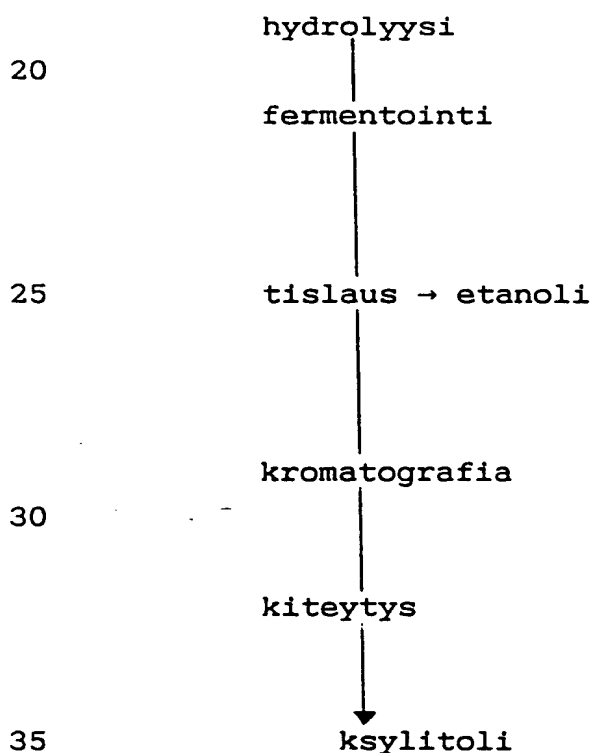 hydrolyysi
20
fermentointi
25 tislaus → etanoli
kromatografia
30
kiteytys
35 ksylitoli